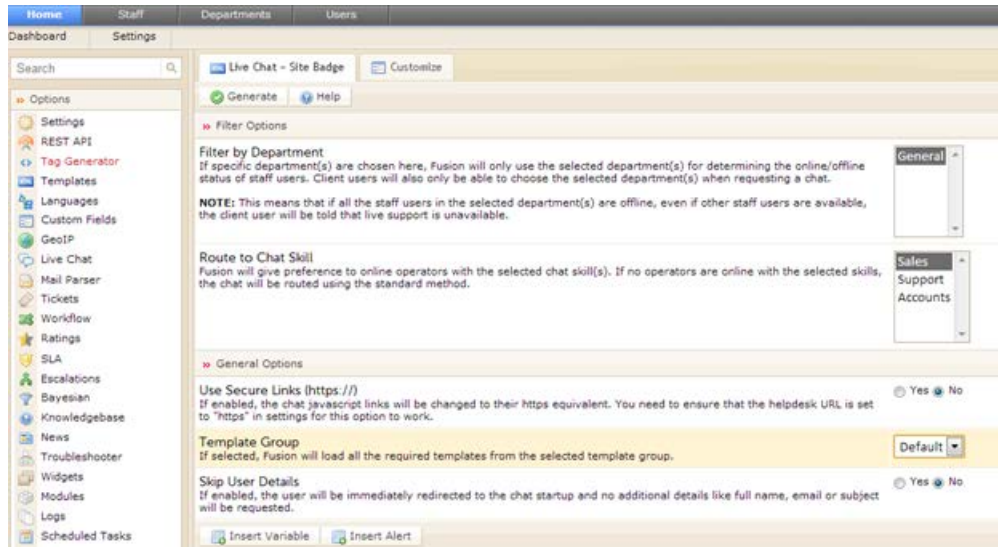 Home Staff Departments Users
Dashboard Settings
Search
» Options
Settings
REST API
Tag Generator
Templates
Languages
Custom Fields
GeoIP
Live Chat
Mail Parser
Tickets
Workflow
Ratings
SLA
Escalations
Bayesian
Knowledgebase
News
Troubleshooter
Widgets
Modules
Logs
Scheduled Tasks
Live Chat - Site Badge Customize
Generate Help
» Filter Options
Filter by Department
If specific department(s) are chosen here, Fusion will only use the selected department(s) for determining the online/offline
status of staff users. Client users will also only be able to choose the selected department(s) when requesting a chat.
NOTE: This means that if all the staff users in the selected department(s) are offline, even if other staff users are available,
the client user will be told that live support is unavailable.
General
Route to Chat Skill
Fusion will give preference to online operators with the selected chat skill(s). If no operators are online with the selected skills,
the chat will be routed using the standard method.
Sales
Support
Accounts
» General Options
Use Secure Links (https://)
If enabled, the chat javascript links will be changed to their https equivalent. You need to ensure that the helpdesk URL is set
to "https" in settings for this option to work.
Yes No
Template Group
If selected, Fusion will load all the required templates from the selected template group.
Default
Skip User Details
If enabled, the user will be immediately redirected to the chat startup and no additional details like full name, email or subject
will be requested.
Yes No
Insert Variable Insert Alert